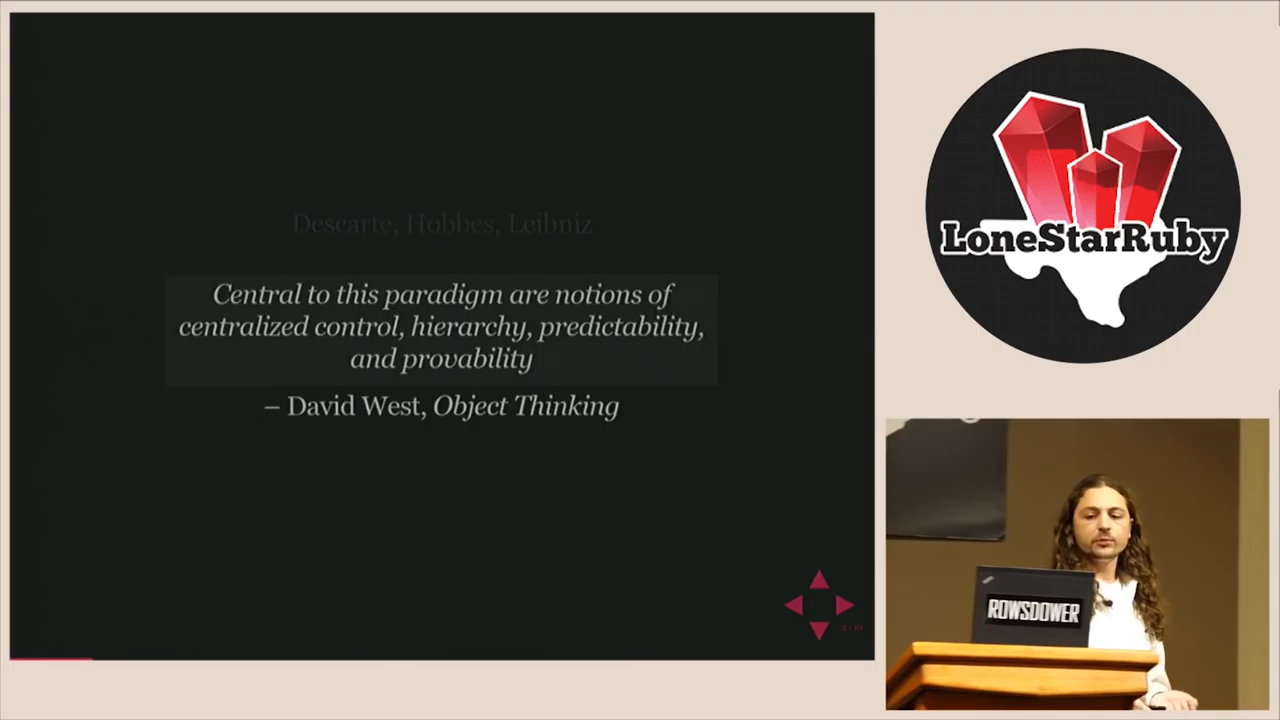 Descarte, Hobbes, Leibniz
Central to this paradigm are notions of
centralized control, hierarchy, predictability,
and provability
– David West, Object Thinking
LoneStarRuby
ROWSDOWER